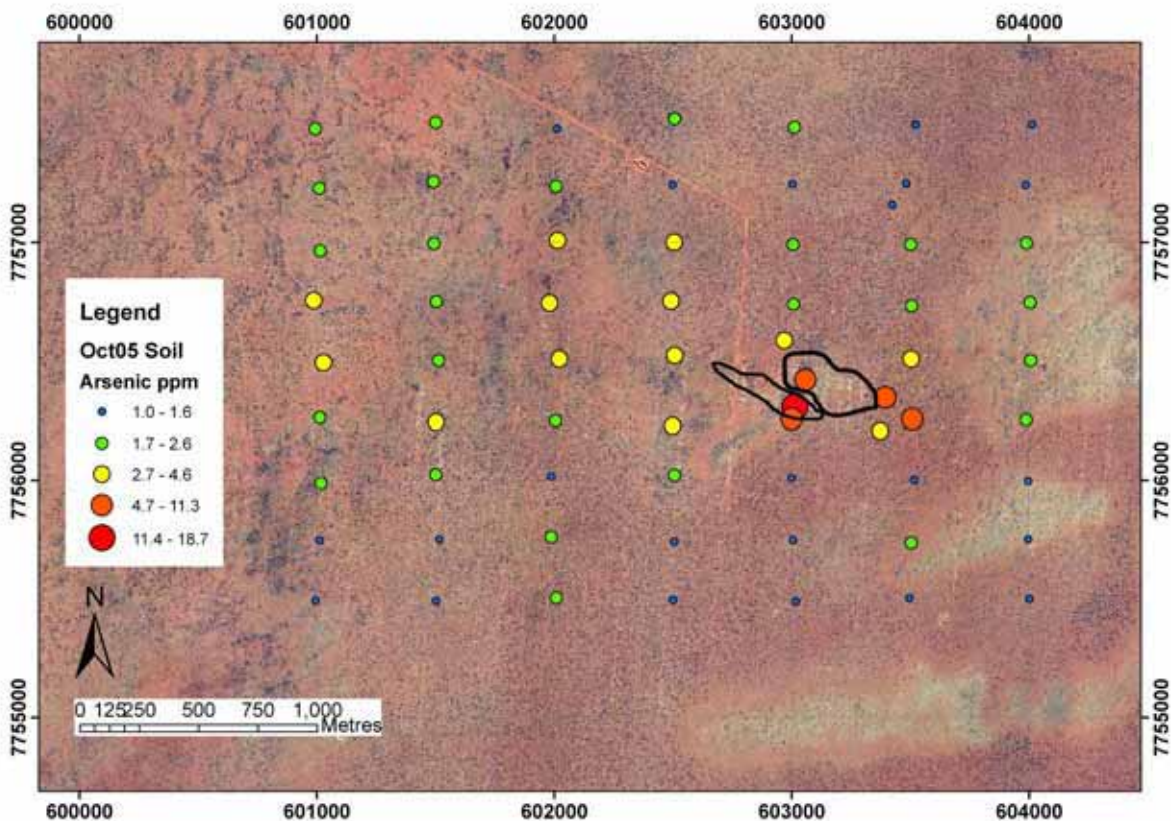 600000 601000 602000 603000 604000
7757000 7757000
Legend
Oct05 Soil
Arsenic ppm
1.0 - 1.6
1.7 - 2.6
2.7 - 4.6
4.7 - 11.3
11.4 - 18.7
7756000 7756000
N
0 125250 500 750 1,000
Metres
7755000 7755000
600000 601000 602000 603000 604000